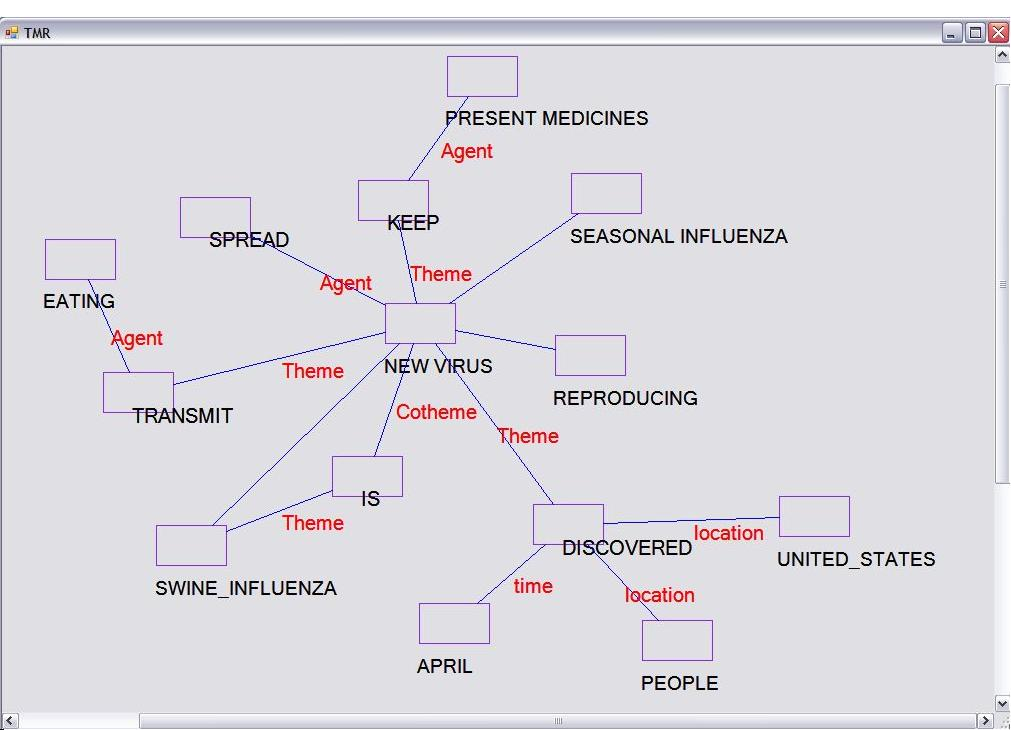 TMR
PRESENT MEDICINES
Agent
KEEP
SEASONAL INFLUENZA
SPREAD
Theme
Agent
EATING
Agent
NEW VIRUS
Theme
REPRODUCING
TRANSMIT
Cotheme
Theme
IS
Theme
DISCOVERED
location
UNITED_STATES
SWINE_INFLUENZA
time
location
APRIL
PEOPLE